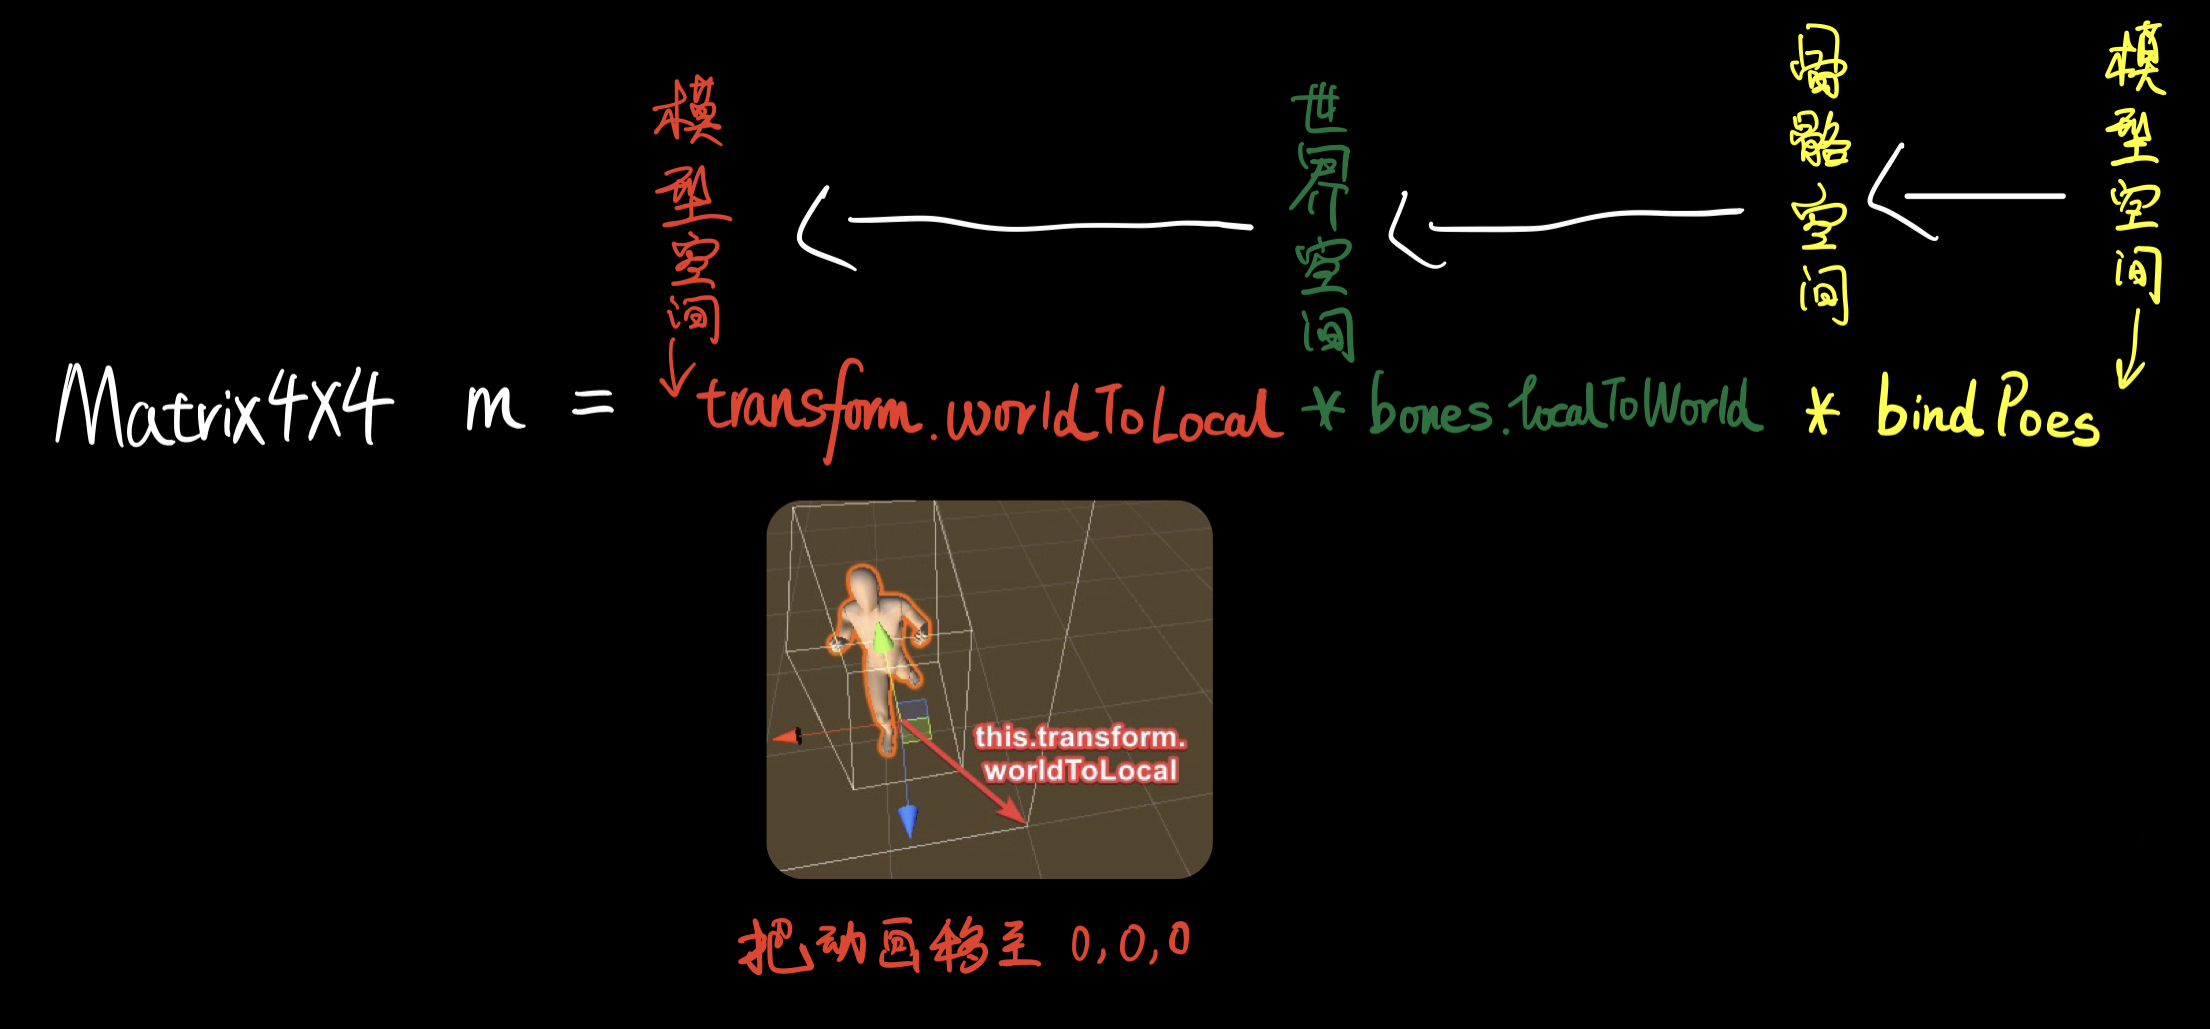 模型空间
世界空间
骨骼空间
模型空间
Matrix4X4 m = transform.worldToLocal * bones.localToWorld * bindPoes
this.transform.
worldToLocal
把动画移至 0,0,0